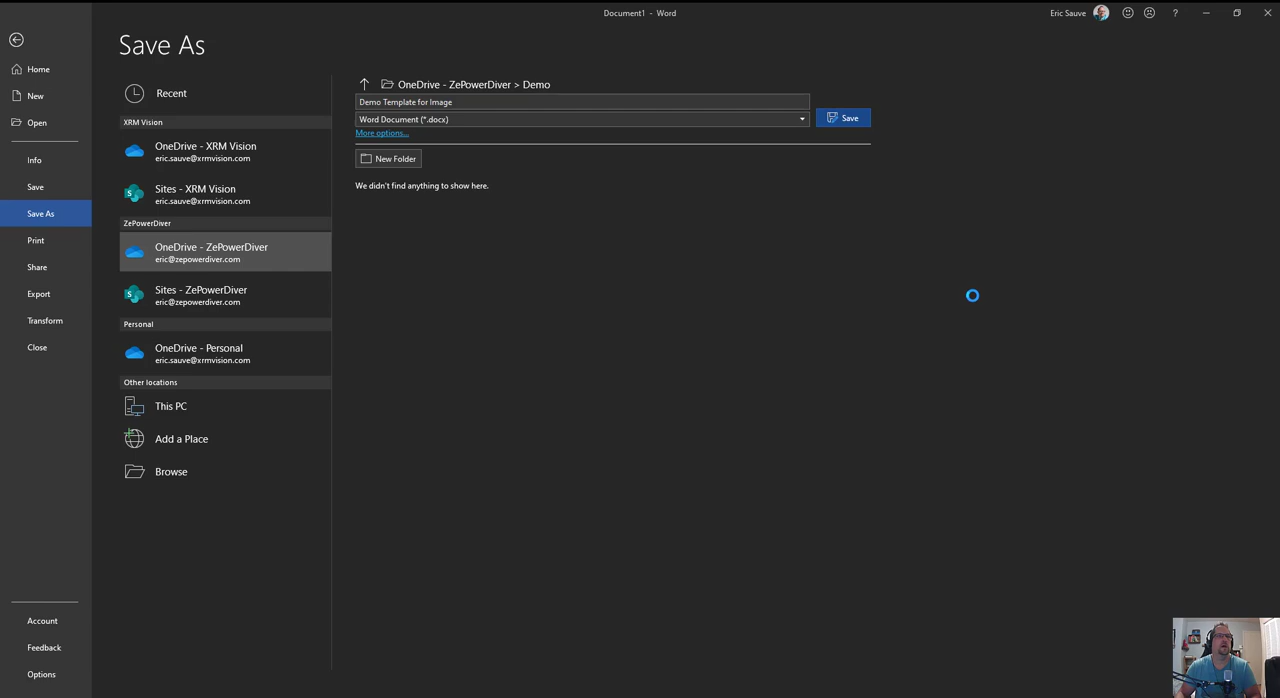 Document1 - Word
Eric Sauve
?
Save As
Home
New
Open
Info
Save
Save As
Print
Share
Export
Transform
Close
Account
Feedback
Options
Recent
XRM Vision
OneDrive - XRM Vision
eric.sauve@xrmvision.com
Sites - XRM Vision
eric.sauve@xrmvision.com
ZePowerDiver
OneDrive - ZePowerDiver
eric@zepowerdiver.com
Sites - ZePowerDiver
eric@zepowerdiver.com
Personal
OneDrive - Personal
eric.sauve@xrmvision.com
Other locations
This PC
Add a Place
Browse
OneDrive - ZePowerDiver > Demo
Demo Template for Image
Word Document (*.docx)
Save
More options...
New Folder
We didn't find anything to show here.